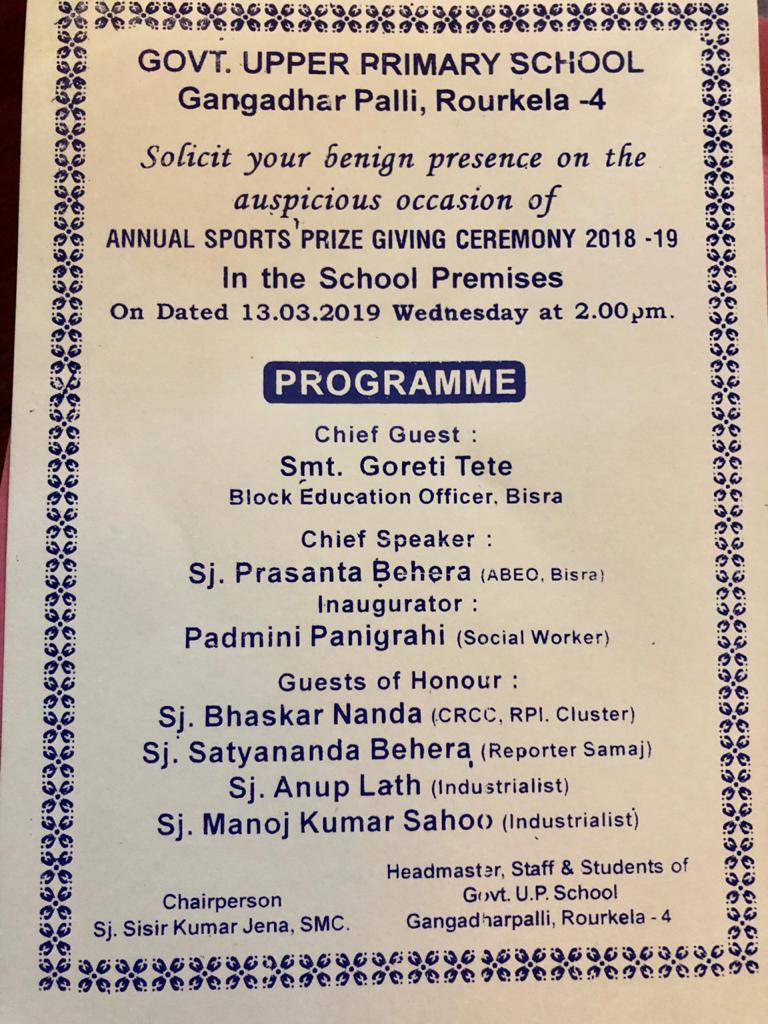 GOVT. UPPER PRIMARY SCHOOL
Gangadhar Palli, Rourkela -4
Solicit your benign presence on the
auspicious occasion of
ANNUAL SPORTS PRIZE GIVING CEREMONY 2018 -19
In the School Premises
On Dated 13.03.2019 Wednesday at 2.00pm.
PROGRAMME
Chief Guest :
Smt. Goreti Tete
Block Education Officer, Bisra
Chief Speaker :
Sj. Prasanta Behera (ABEO, Bisra)
Inaugurator :
Padmini Panigrahi (Social Worker)
Guests of Honour :
Sj. Bhaskar Nanda (CRCC, RPI. Cluster)
Sj. Satyananda Behera (Reporter Samaj)
Sj. Anup Lath (Industrialist)
Sj. Manoj Kumar Sahoo (Industrialist)
Chairperson
Sj. Sisir Kumar Jena, SMC.
Headmaster, Staff & Students of
Govt. U.P. School
Gangadharpalli, Rourkela - 4